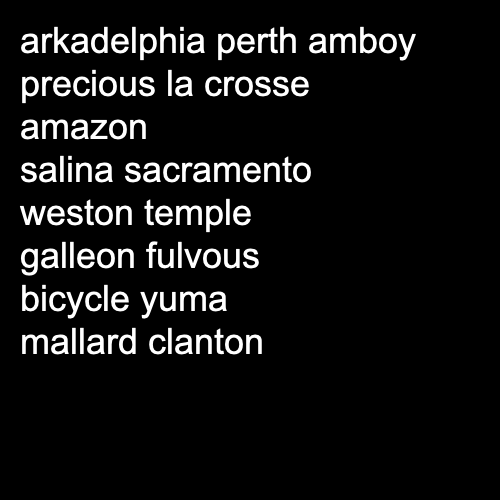 arkadelphia perth amboy
precious la crosse
amazon
salina sacramento
weston temple
galleon fulvous
bicycle yuma
mallard clanton